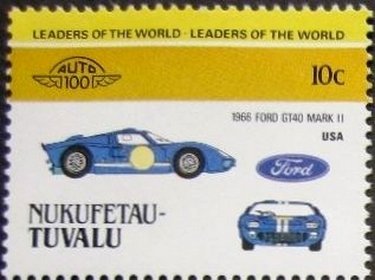 LEADERS OF THE WORLD · LEADERS OF THE WORLD
AUTO
100
10c
1966 FORD GT40 MARK II
USA
Ford
NUKUFETAU-
TUVALU